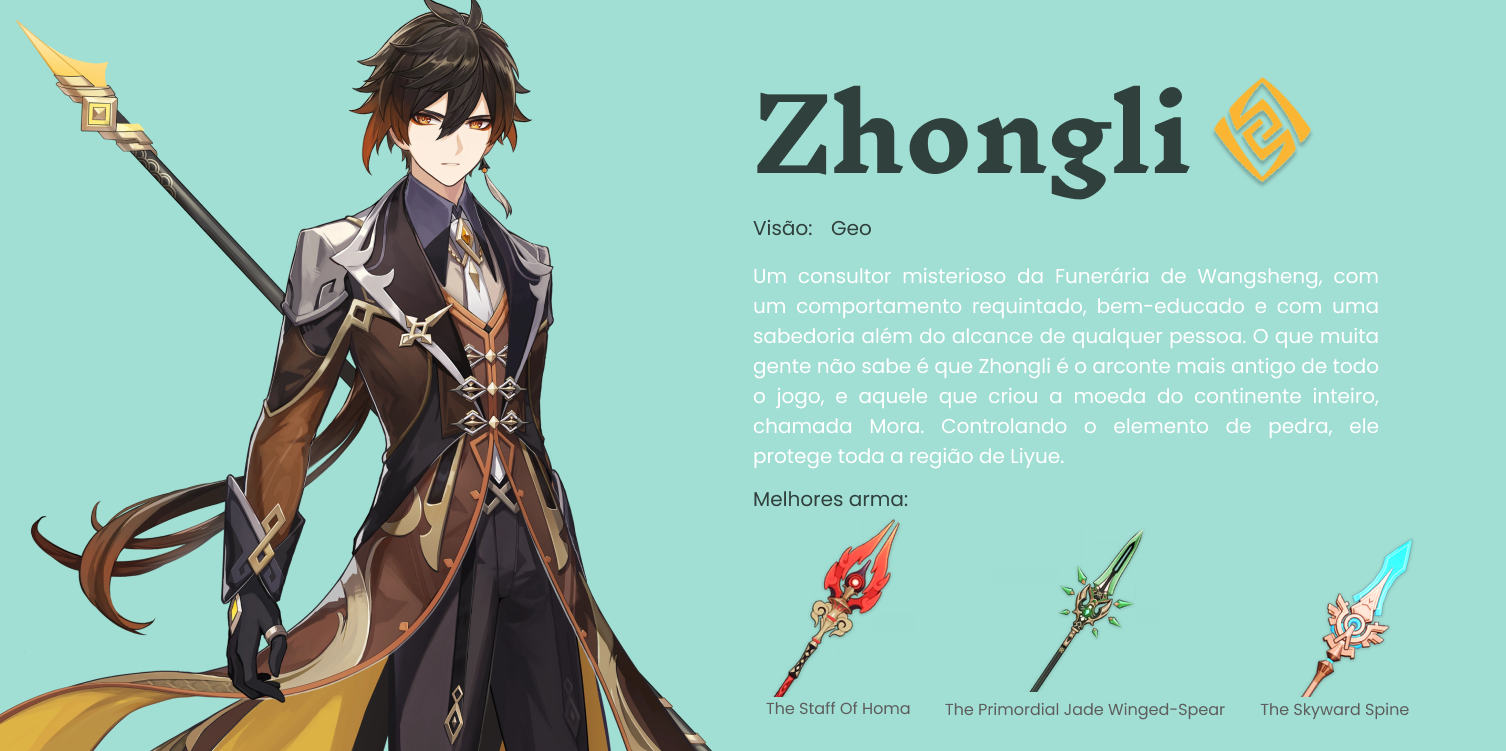 Zhongli
Visão: Geo
Um consultor misterioso da Funerária de Wangsheng, com
um comportamento requintado, bem-educado e com uma
sabedoria além do alcance de qualquer pessoa. O que muita
gente não sabe é que Zhongli é o arconte mais antigo de todo
o jogo, e aquele que criou a moeda do continente inteiro,
chamada Mora. Controlando o elemento de pedra, ele
protege toda a região de Liyue.
Melhores arma:
The Staff Of Homa
The Primordial Jade Winged-Spear
The Skyward Spine